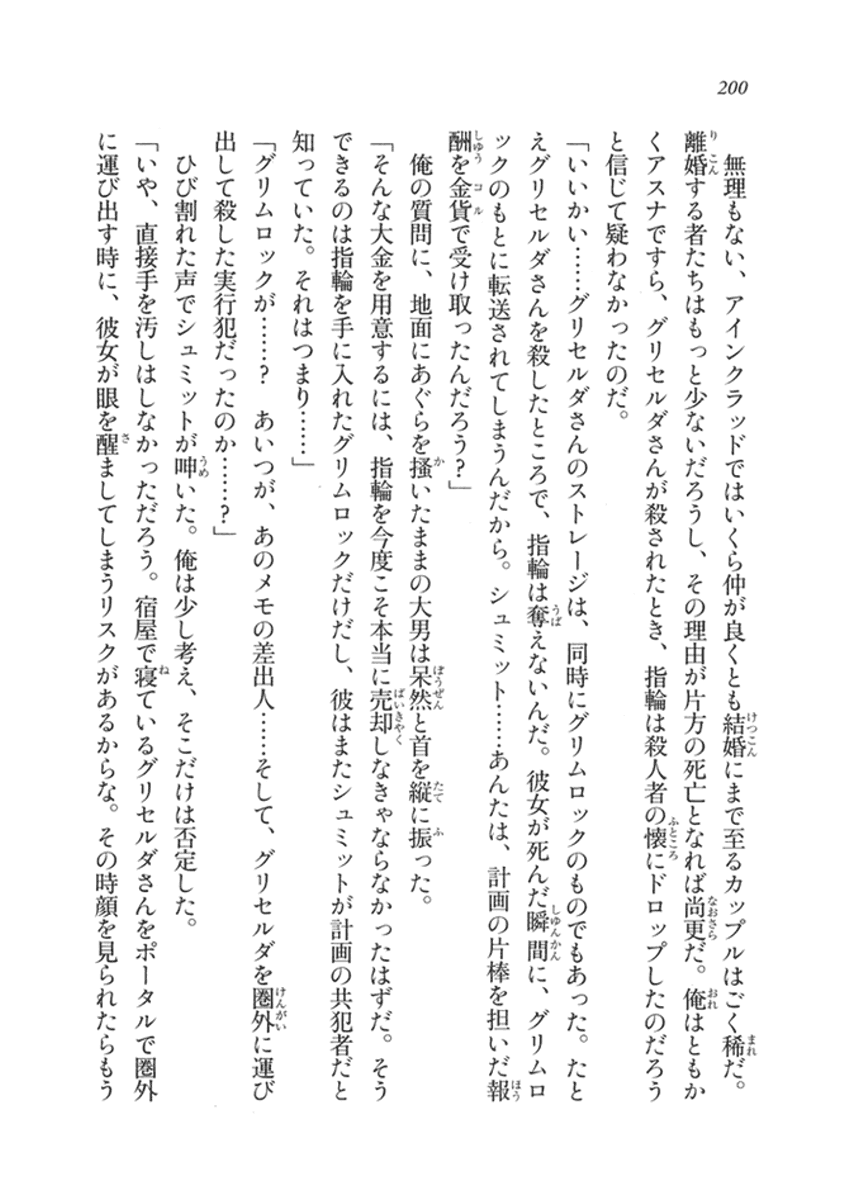 200
無理もない、アインクラッドではいくら仲が良くとも結婚にまで至るカップルはごく稀だ。
離婚する者たちはもっと少ないだろうし、その理由が片方の死亡となれば尚更だ。俺はともか
くアスナですら、グリセルダさんが殺されたとき、指輪は殺人者の懐にドロップしたのだろう
と信じて疑わなかったのだ。
「いいかい……グリセルダさんのストレージは、同時にグリムロックのものでもあった。たと
えグリセルダさんを殺したところで、指輪は奪えないんだ。彼女が死んだ瞬間に、グリムロ
ックのもとに転送されてしまうんだから。シュミット……あんたは、計画の片棒を担いだ報
酬を金貨で受け取ったんだろう？」
俺の質問に、地面にあぐらを掻いたままの大男は呆然と首を縦に振った。
「そんな大金を用意するには、指輪を今度こそ本当に売却しなきゃならなかったはずだ。そう
できるのは指輪を手に入れたグリムロックだけだし、彼はまたシュミットが計画の共犯者だと
知っていた。それはつまり……」
「グリムロックが……？　あいつが、あのメモの差出人……そして、グリセルダを圏外に運び
出して殺した実行犯だったのか……？」
ひび割れた声でシュミットが呻いた。俺は少し考え、そこだけは否定した。
「いや、直接手を汚しはしなかっただろう。宿屋で寝ているグリセルダさんをポータルで圏外
に運び出す時に、彼女が眼を醒ましてしまうリスクがあるからな。その時顔を見られたらもう